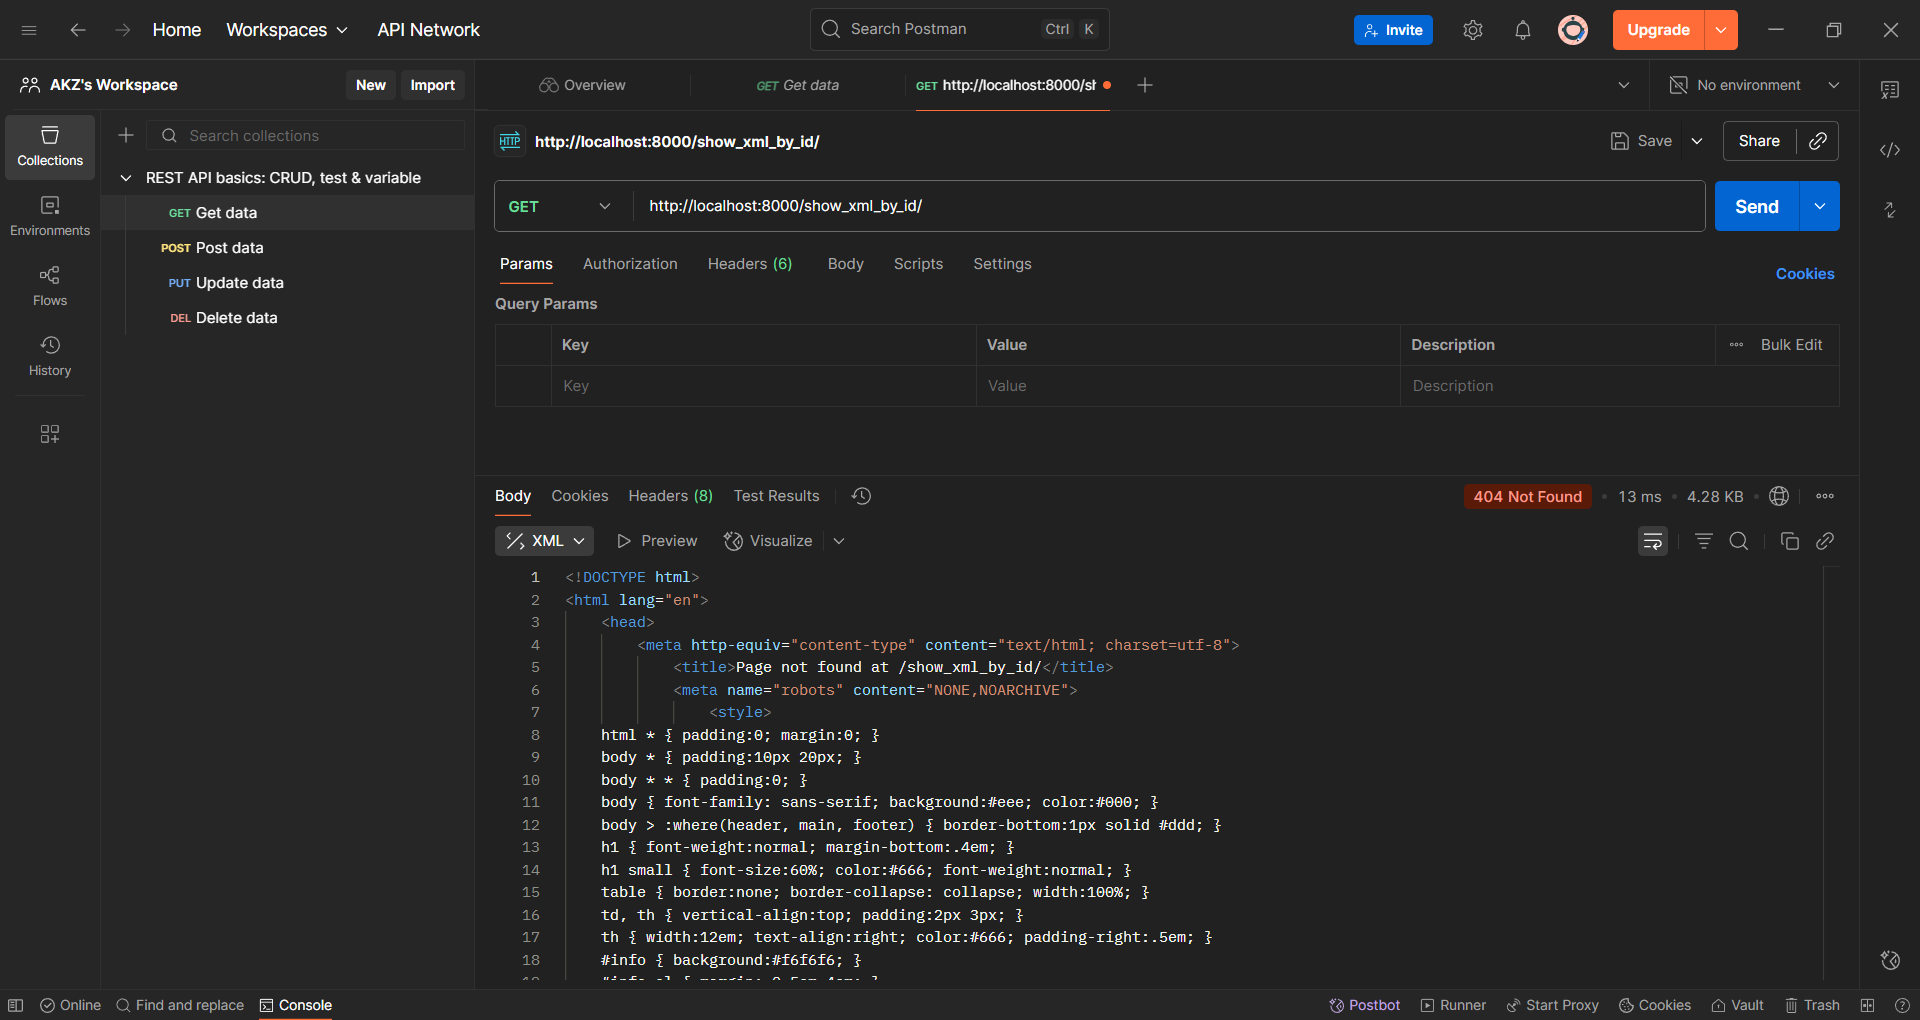 Home
Workspaces
API Network
Search Postman
Ctrl K
Invite
Upgrade
AKZ's Workspace
New
Import
Overview
GET Get data
GET http://localhost:8000/sh
No environment
Collections
Environments
Flows
History
Search collections
REST API basics: CRUD, test & variable
GET Get data
POST Post data
PUT Update data
DEL Delete data
HTTP http://localhost:8000/show_xml_by_id/
Save
Share
GET
http://localhost:8000/show_xml_by_id/
Send
Params Authorization Headers (6) Body Scripts Settings
Cookies
Query Params
Key Value Description Bulk Edit
Key Value Description
Body Cookies Headers (8) Test Results
404 Not Found 13 ms 4.28 KB
XML Preview Visualize
1 <!DOCTYPE html>
2 <html lang="en">
3 <head>
4 <meta http-equiv="content-type" content="text/html; charset=utf-8">
5 <title>Page not found at /show_xml_by_id/</title>
6 <meta name="robots" content="NONE,NOARCHIVE">
7 <style>
8 html * { padding:0; margin:0; }
9 body * { padding:10px 20px; }
10 body * * { padding:0; }
11 body { font-family: sans-serif; background:#eee; color:#000; }
12 body > :where(header, main, footer) { border-bottom:1px solid #ddd; }
13 h1 { font-weight:normal; margin-bottom:.4em; }
14 h1 small { font-size:60%; color:#666; font-weight:normal; }
15 table { border:none; border-collapse: collapse; width:100%; }
16 td, th { vertical-align:top; padding:2px 3px; }
17 th { width:12em; text-align:right; color:#666; padding-right:.5em; }
18 #info { background:#f6f6f6; }
Online
Find and replace
Console
Postbot
Runner
Start Proxy
Cookies
Vault
Trash